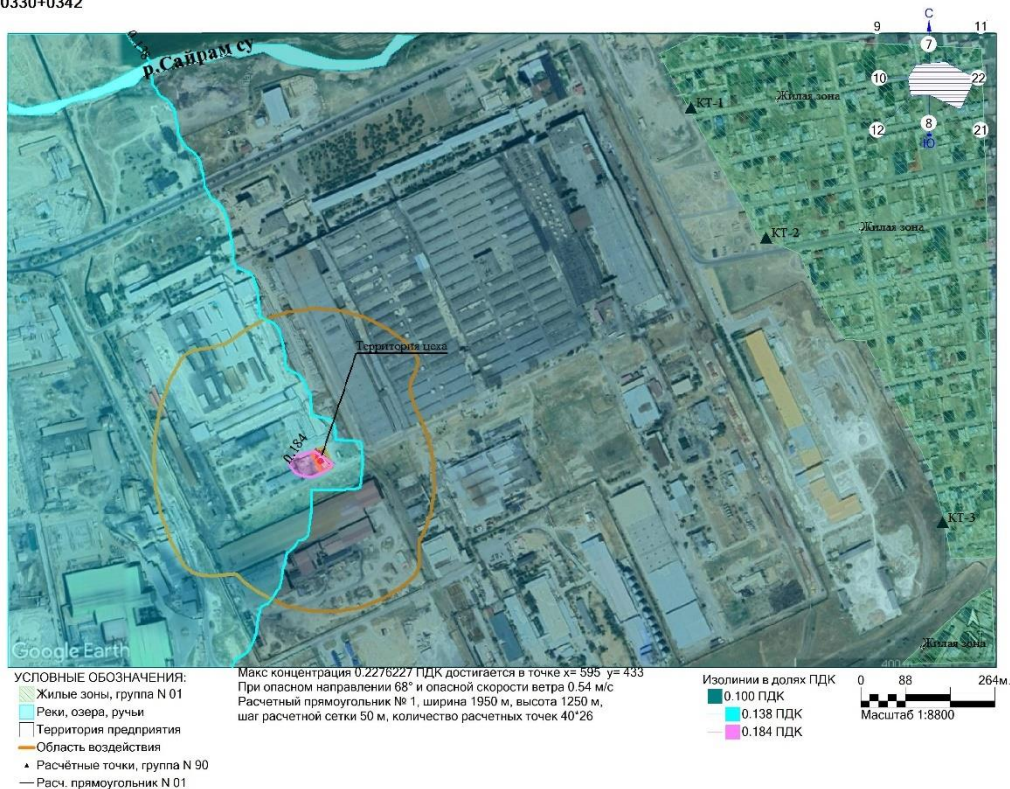 0330+0342
0.138
р.Сайрам су
С
9
11
7
10
22
12
8
21
Ю
КТ-1
Жилая зона
КТ-2
Жилая зона
Территория цеха
0.184
КТ-3
Жилая зона
Google Earth
400 m
УСЛОВНЫЕ ОБОЗНАЧЕНИЯ:
Жилые зоны, группа N 01
Реки, озера, ручьи
Территория предприятия
Область воздействия
Расчётные точки, группа N 90
Расч. прямоугольник N 01
Макс концентрация 0.2276227 ПДК достигается в точке x= 595 y= 433
При опасном направлении 68° и опасной скорости ветра 0.54 м/с
Расчетный прямоугольник № 1, ширина 1950 м, высота 1250 м,
шаг расчетной сетки 50 м, количество расчетных точек 40*26
Изолинии в долях ПДК
0.100 ПДК
0.138 ПДК
0.184 ПДК
0 88 264м.
Масштаб 1:8800